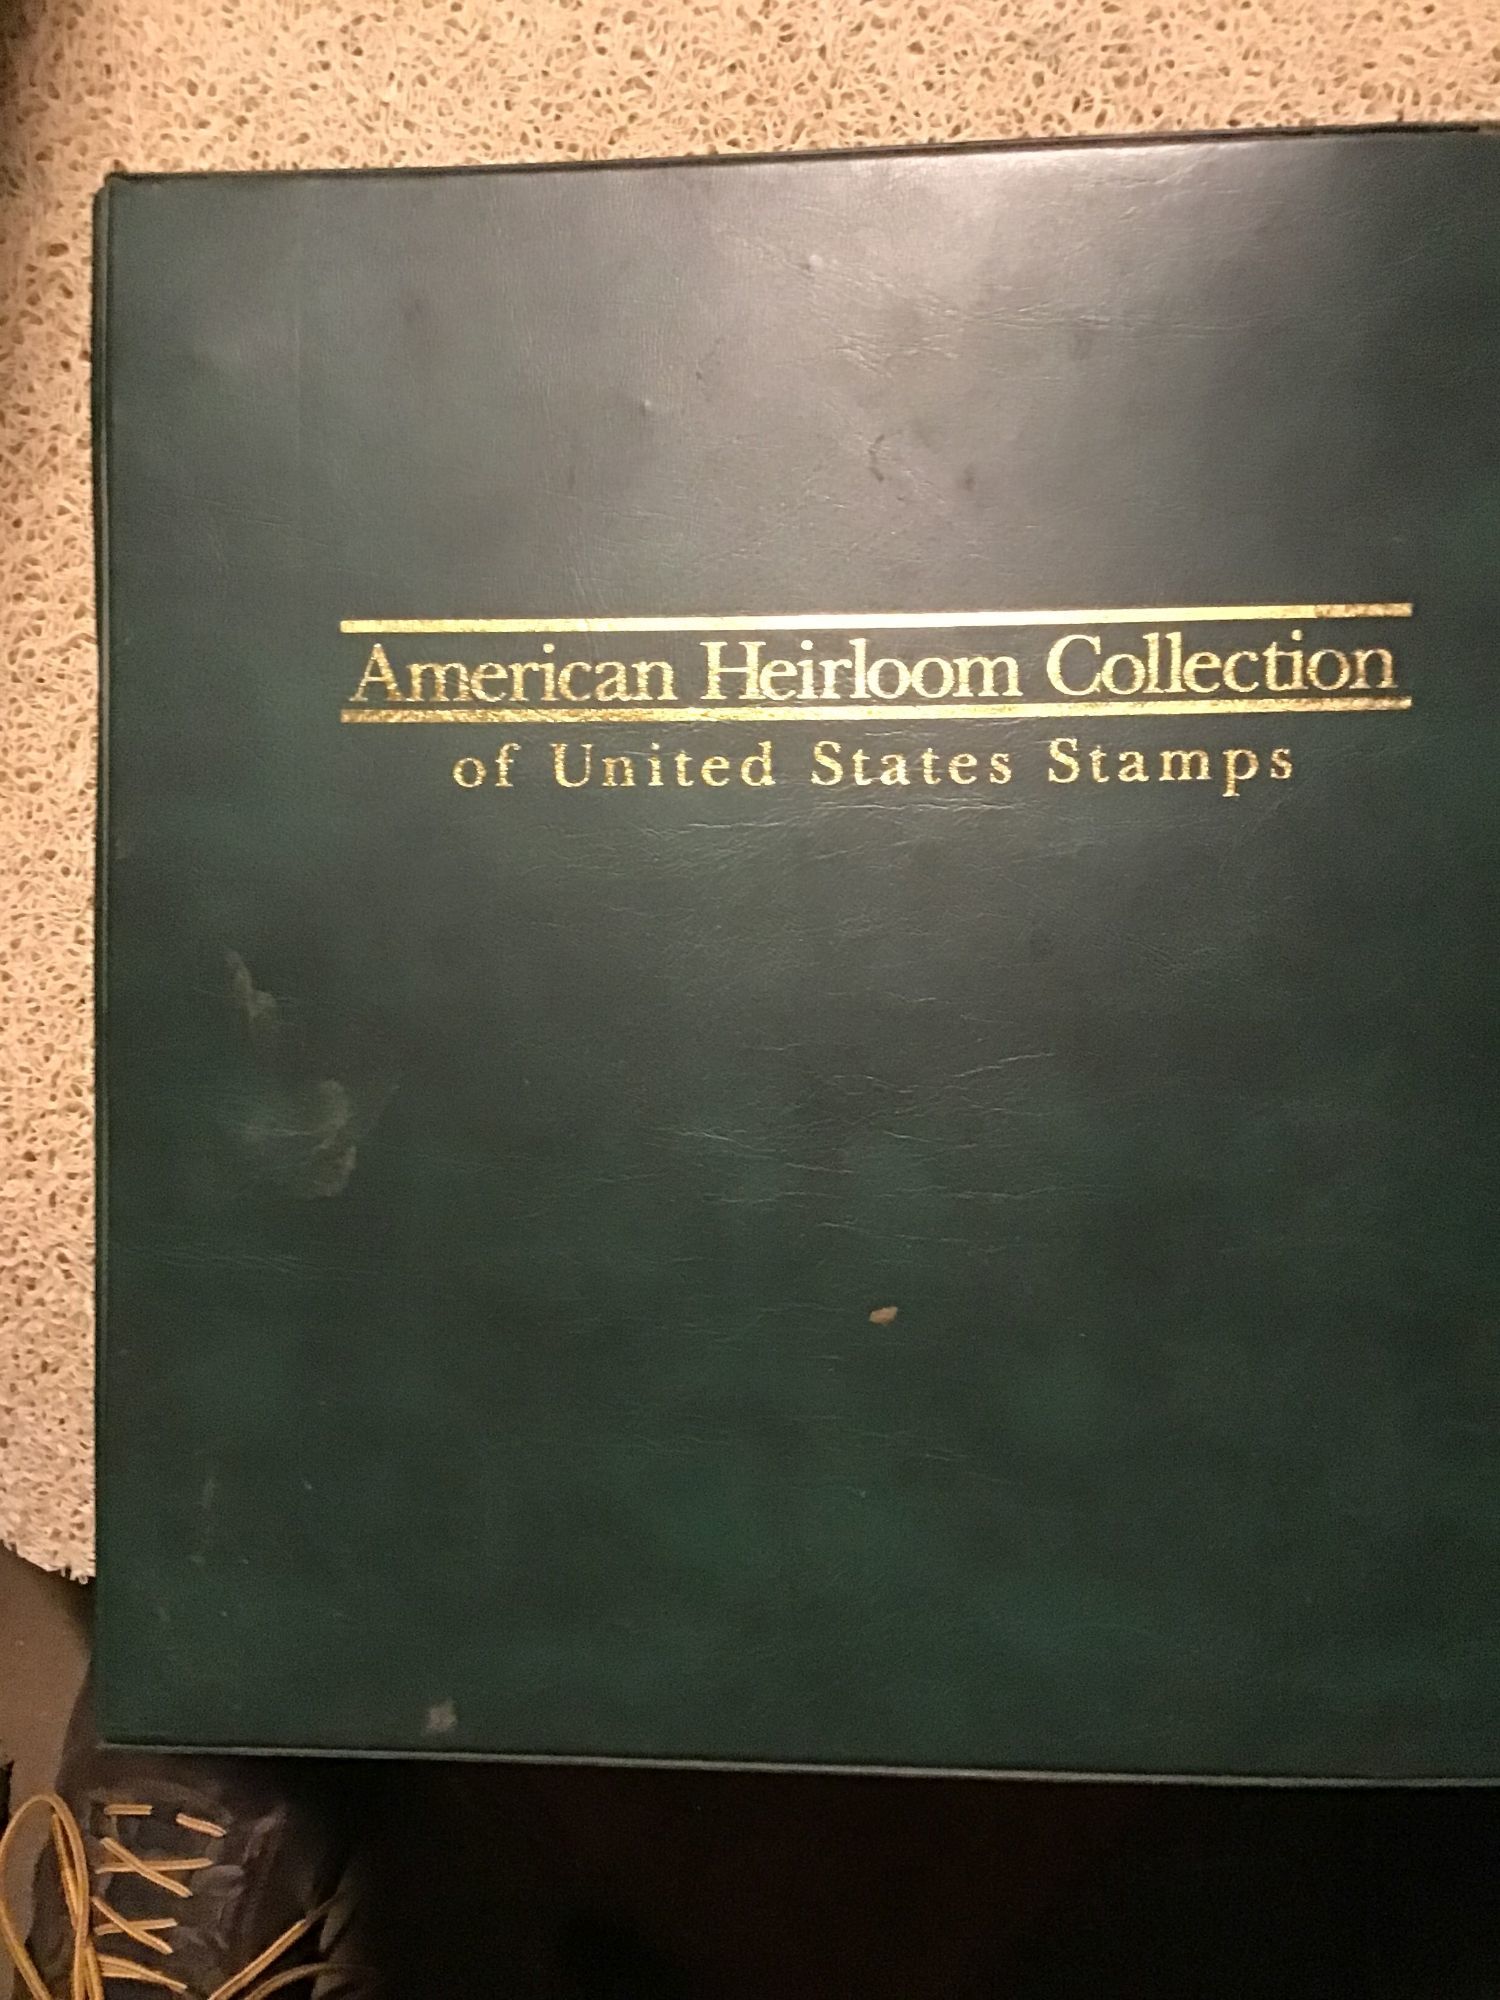 American Heirloom Collection
of United States Stamps